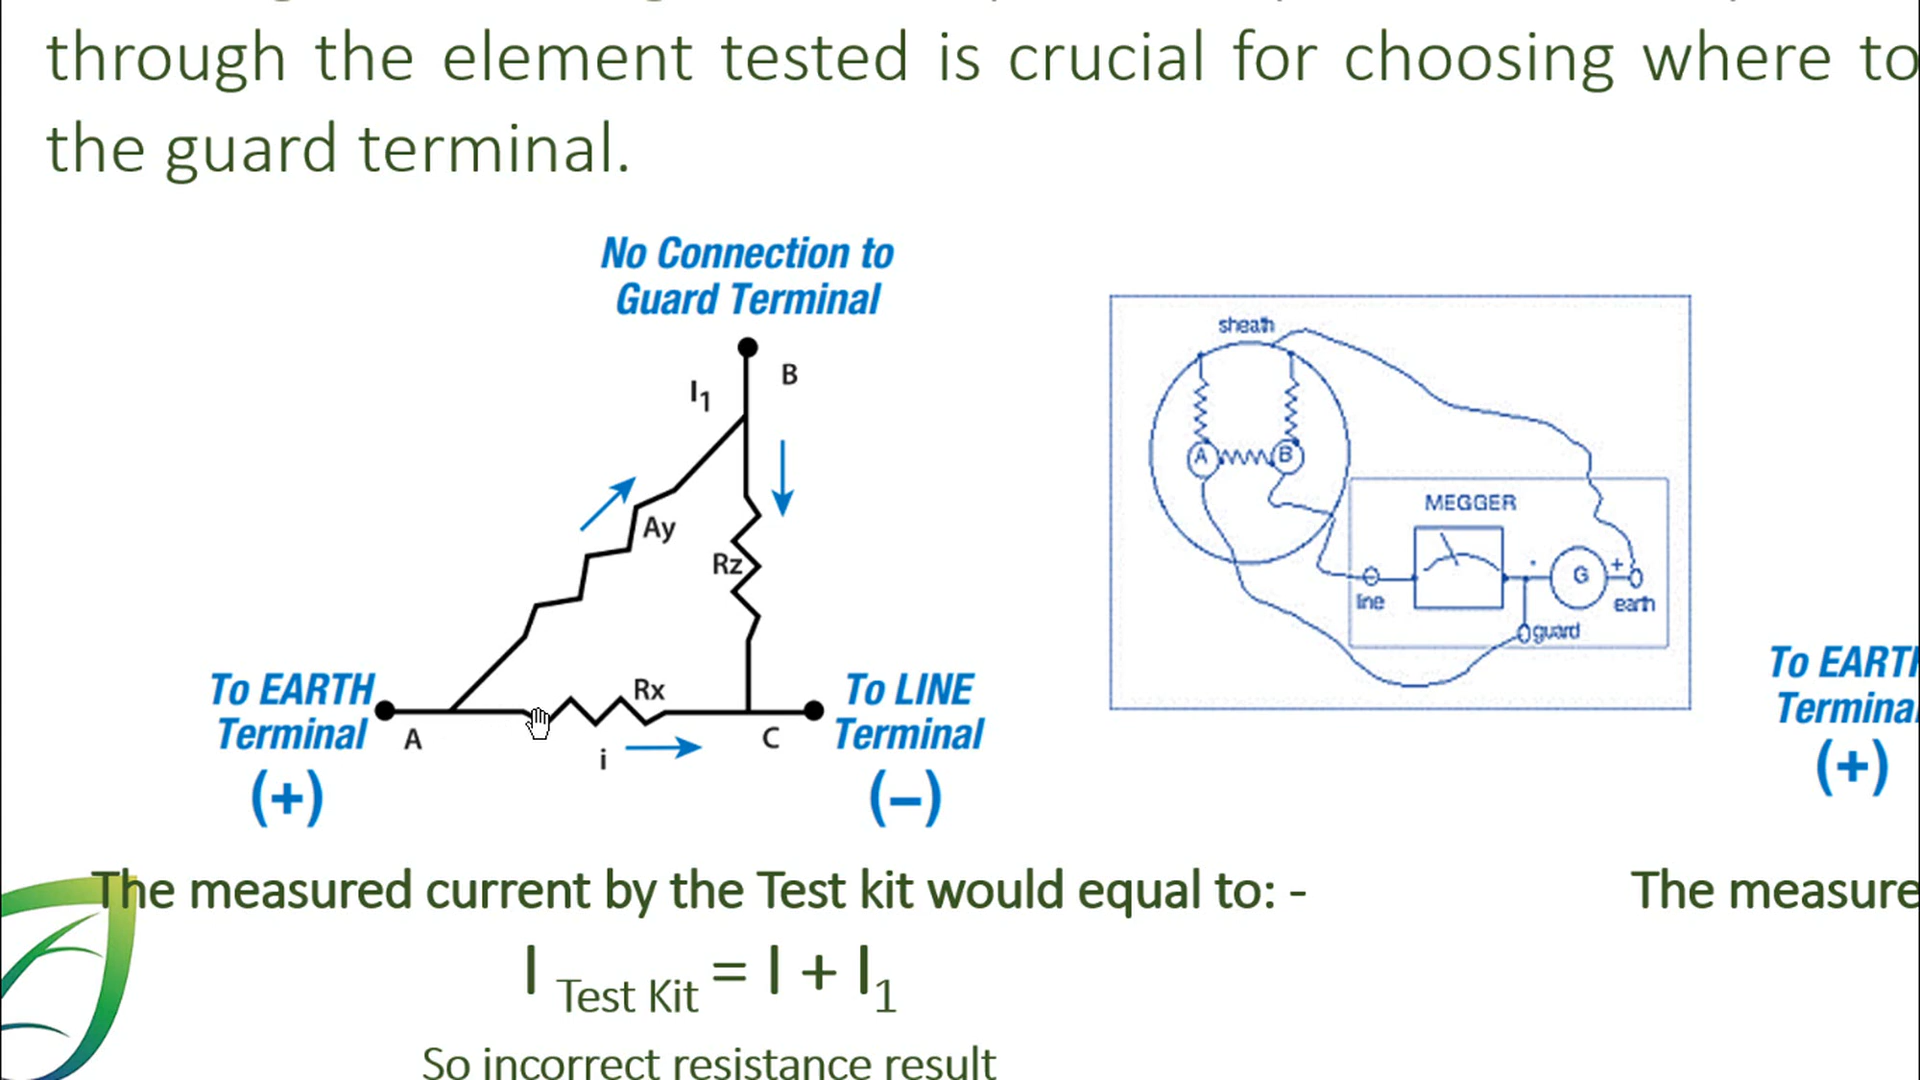 through the element tested is crucial for choosing where to
the guard terminal.
No Connection to
Guard Terminal
B
I1
Ay
Rz
To EARTH
Terminal
(+)
A
Rx
i
C
To LINE
Terminal
(–)
sheath
A
B
MEGGER
line
G
+
earth
guard
To EARTH
Terminal
(+)
The measured current by the Test kit would equal to: -
I Test Kit = I + I1
So incorrect resistance result
The measure